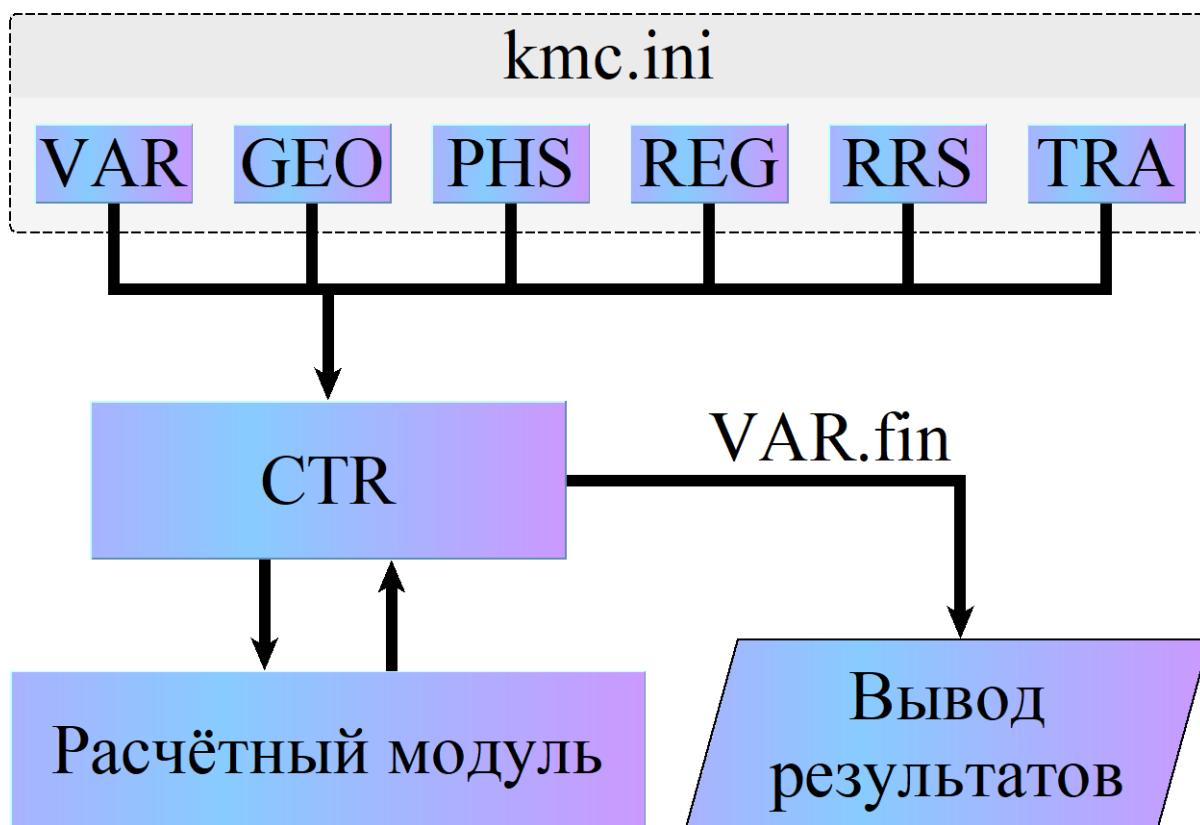 kmc.ini
VAR GEO PHS REG RRS TRA
CTR
VAR.fin
Расчётный модуль
Вывод
результатов